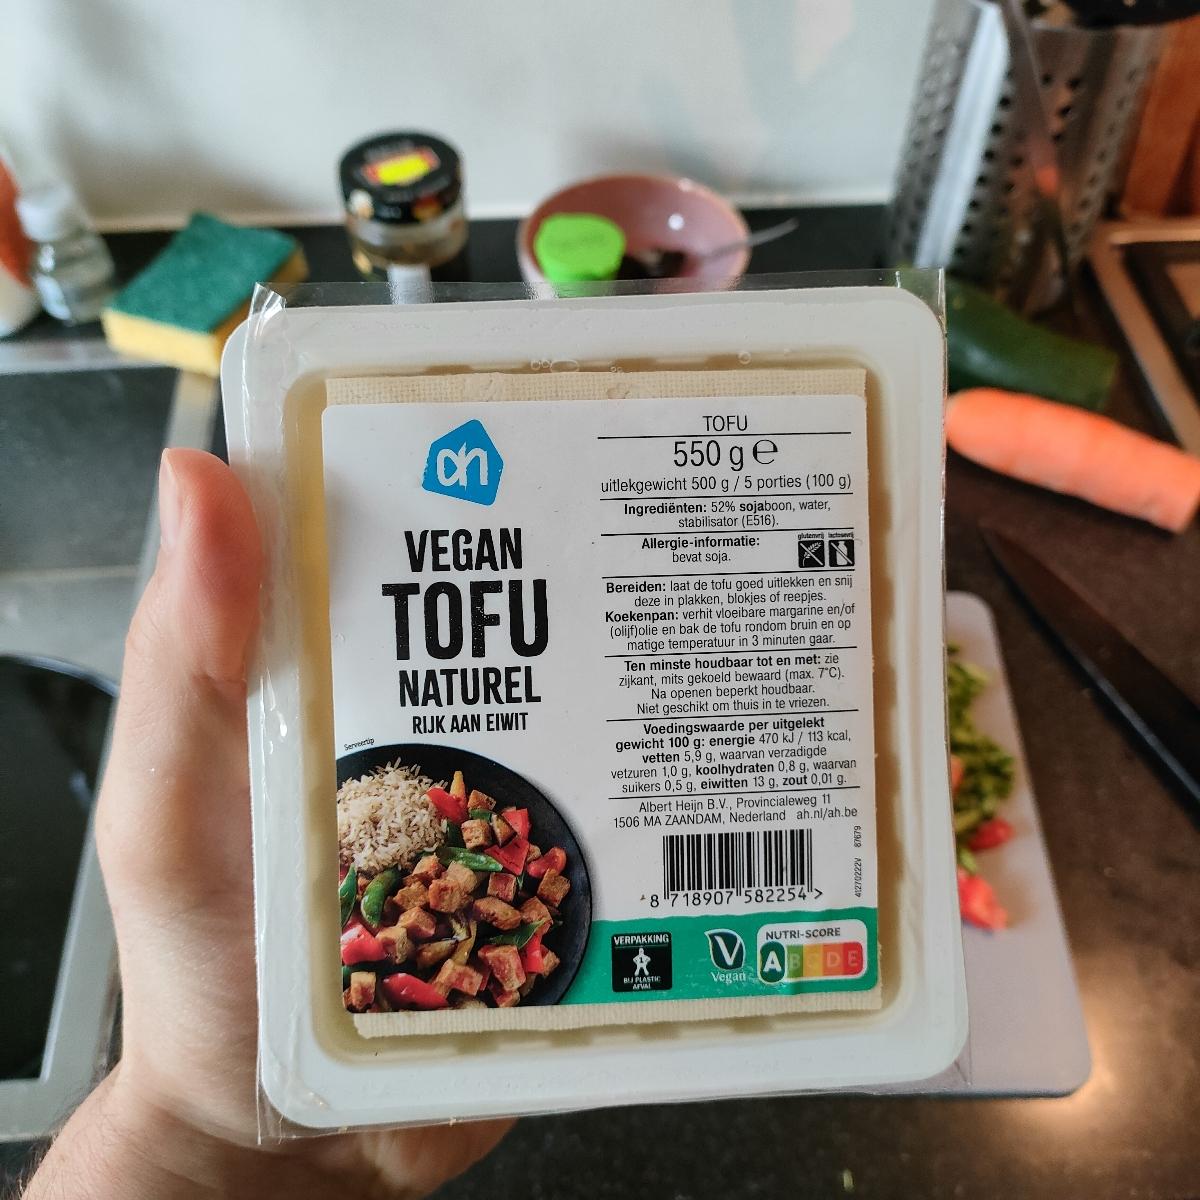 ah
VEGAN
TOFU
NATUREL
RIJK AAN EIWIT
Serveertip
TOFU
550 g ℮
uitlekgewicht 500 g / 5 porties (100 g)
Ingrediënten: 52% sojaboon, water,
stabilisator (E516).
Allergie-informatie:
bevat soja.
glutenvrij lactosevrij
Bereiden: laat de tofu goed uitlekken en snij
deze in plakken, blokjes of reepjes.
Koekenpan: verhit vloeibare margarine en/of
(olijf)olie en bak de tofu rondom bruin en op
matige temperatuur in 3 minuten gaar.
Ten minste houdbaar tot en met: zie
zijkant, mits gekoeld bewaard (max. 7°C).
Na openen beperkt houdbaar.
Niet geschikt om thuis in te vriezen.
Voedingswaarde per uitgelekt
gewicht 100 g: energie 470 kJ / 113 kcal,
vetten 5,9 g, waarvan verzadigde
vetzuren 1,0 g, koolhydraten 0,8 g, waarvan
suikers 0,5 g, eiwitten 13 g, zout 0,01 g.
Albert Heijn B.V., Provincialeweg 11
1506 MA ZAANDAM, Nederland ah.nl/ah.be
8 718907 582254 >
41270222V 87679
VERPAKKING
1
BIJ PLASTIC
AFVAL
V
Vegan
NUTRI-SCORE
A B C D E